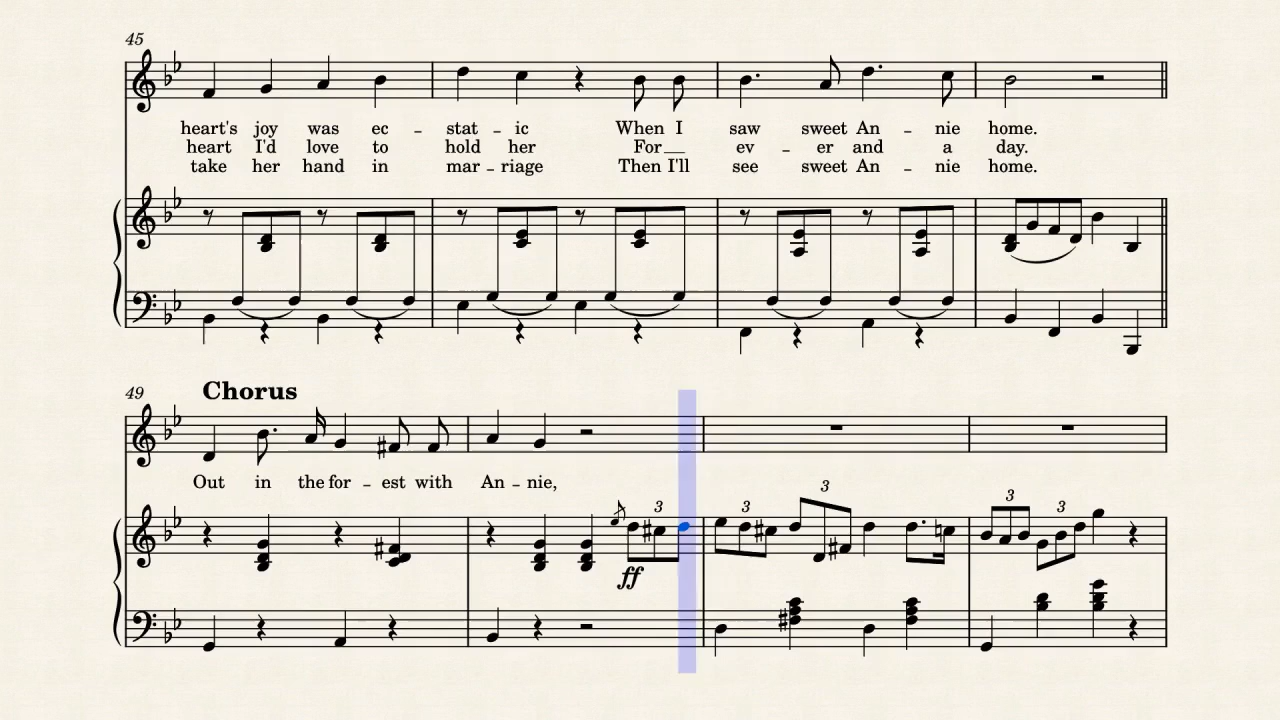 45
heart's joy was ec - stat - ic When I saw sweet An - nie home.
heart I'd love to hold her For__ ev - er and a day.
take her hand in mar - riage Then I'll see sweet An - nie home.
49
Chorus
Out in the for - est with An - nie,
3 3 3 3 3
ff